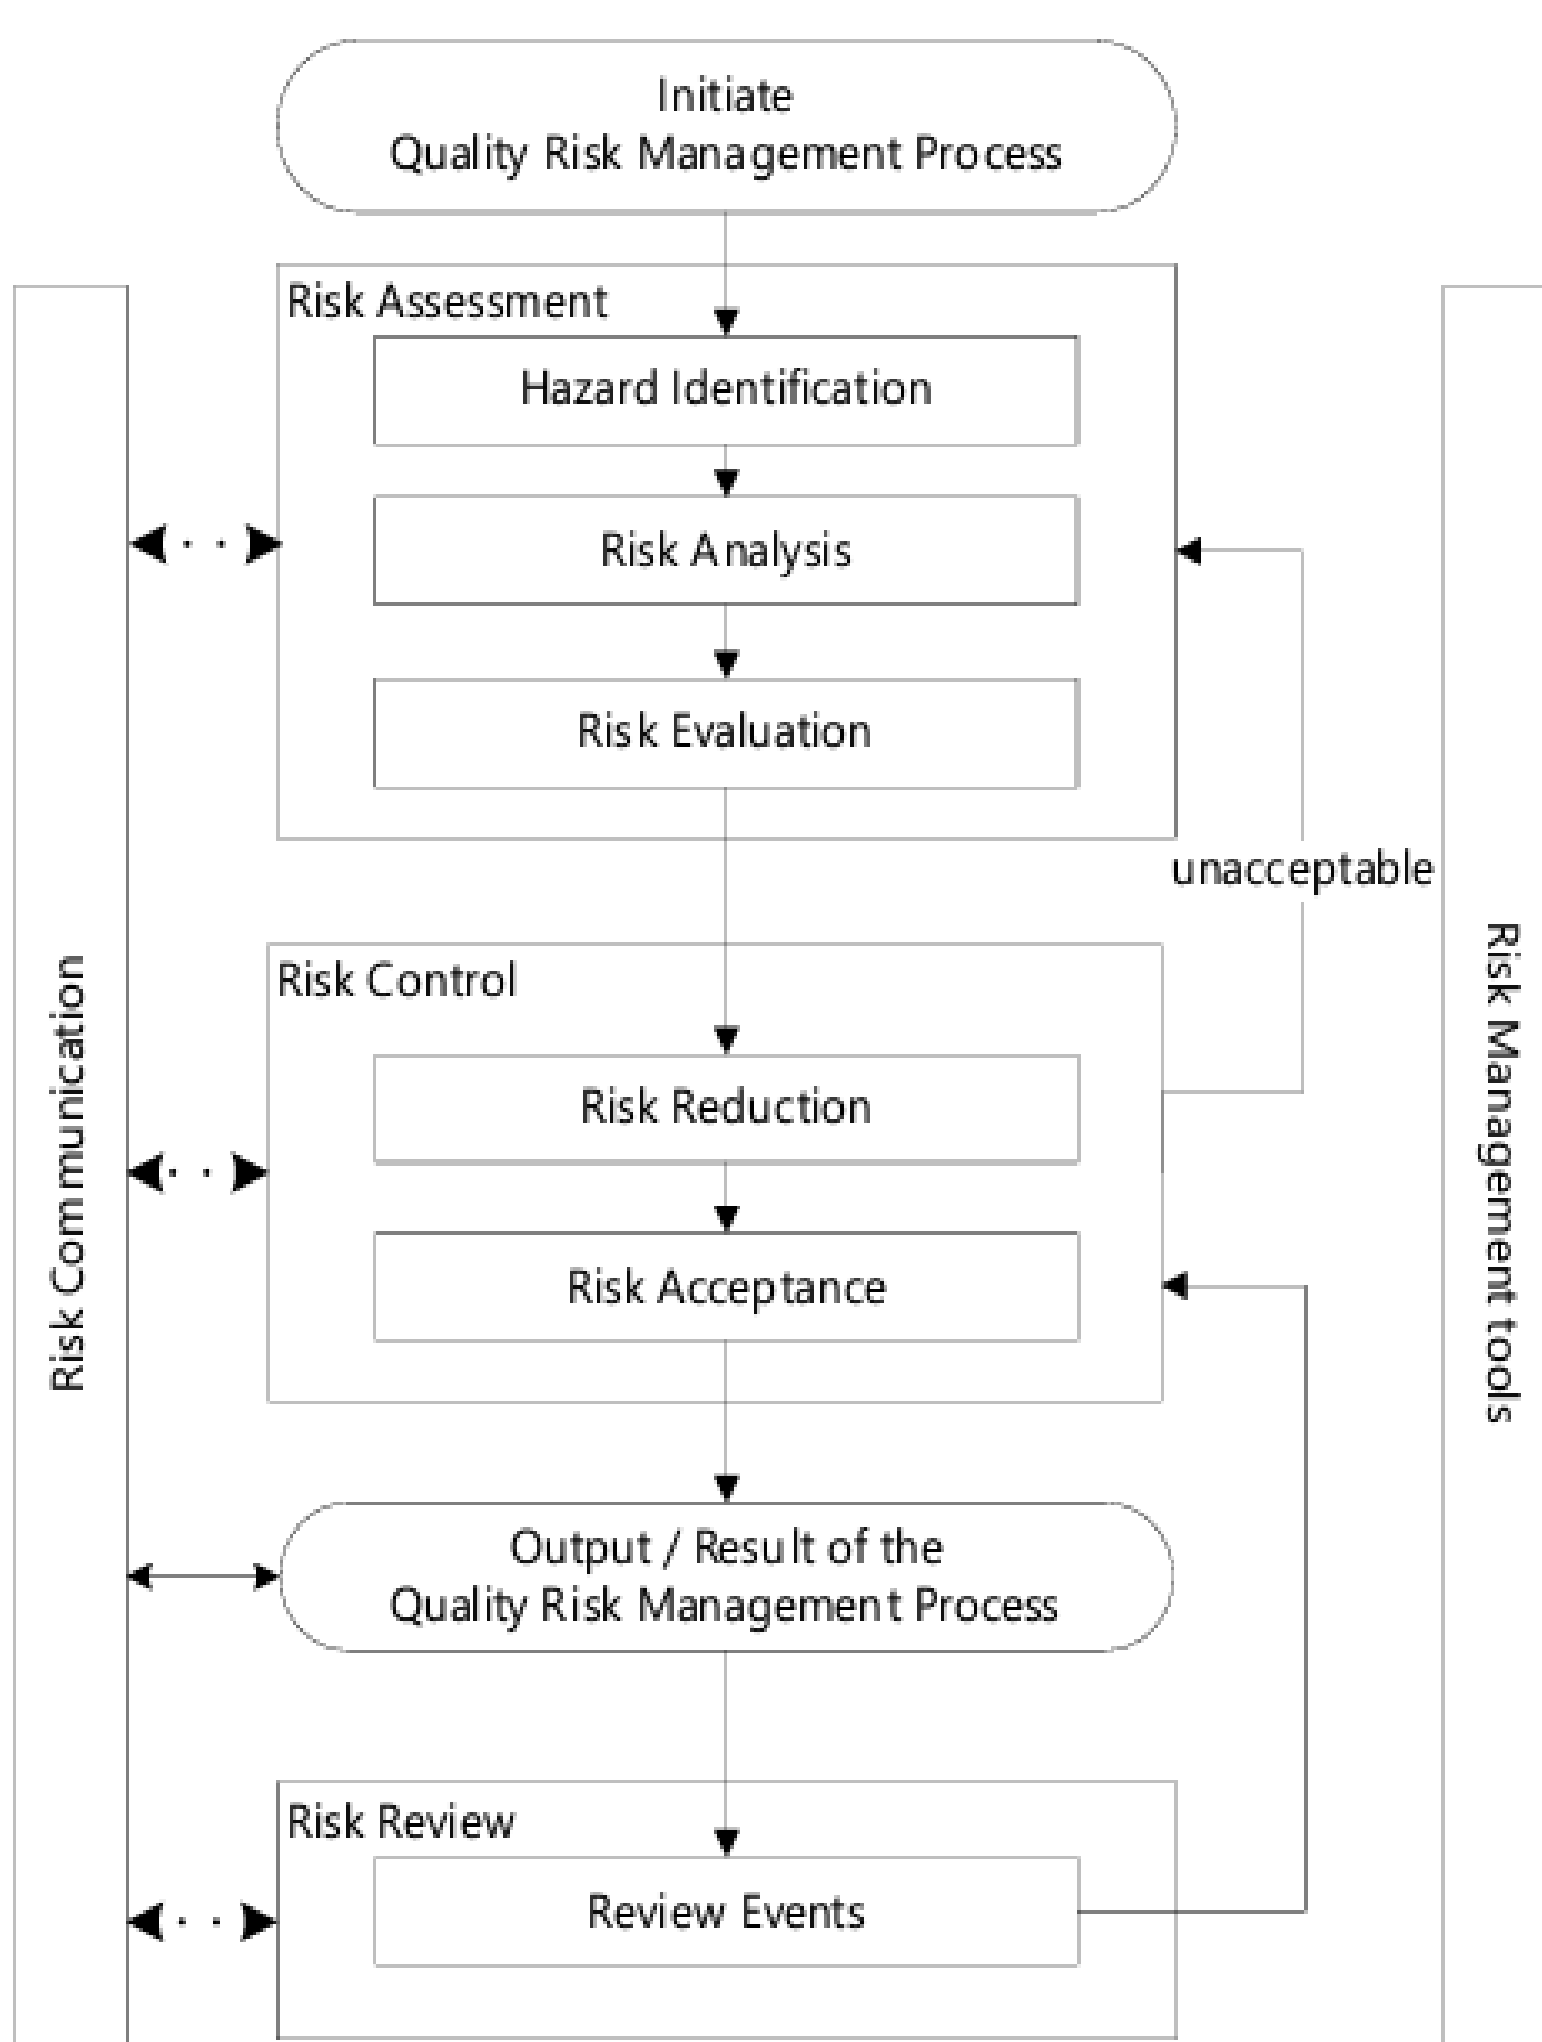 Initiate
Quality Risk Management Process
Risk Assessment
Hazard Identification
Risk Analysis
Risk Evaluation
unacceptable
Risk Control
Risk Reduction
Risk Acceptance
Output / Result of the
Quality Risk Management Process
Risk Review
Review Events
Risk Communication
Risk Management tools